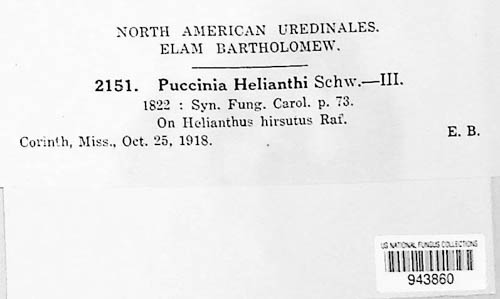 NORTH AMERICAN UREDINALES.
ELAM BARTHOLOMEW.
2151. Puccinia Helianthi Schw.—III.
1822 : Syn. Fung. Carol. p. 73.
On Helianthus hirsutus Raf.
Corinth, Miss., Oct. 25, 1918. E. B.
US NATIONAL FUNGUS COLLECTIONS
943860